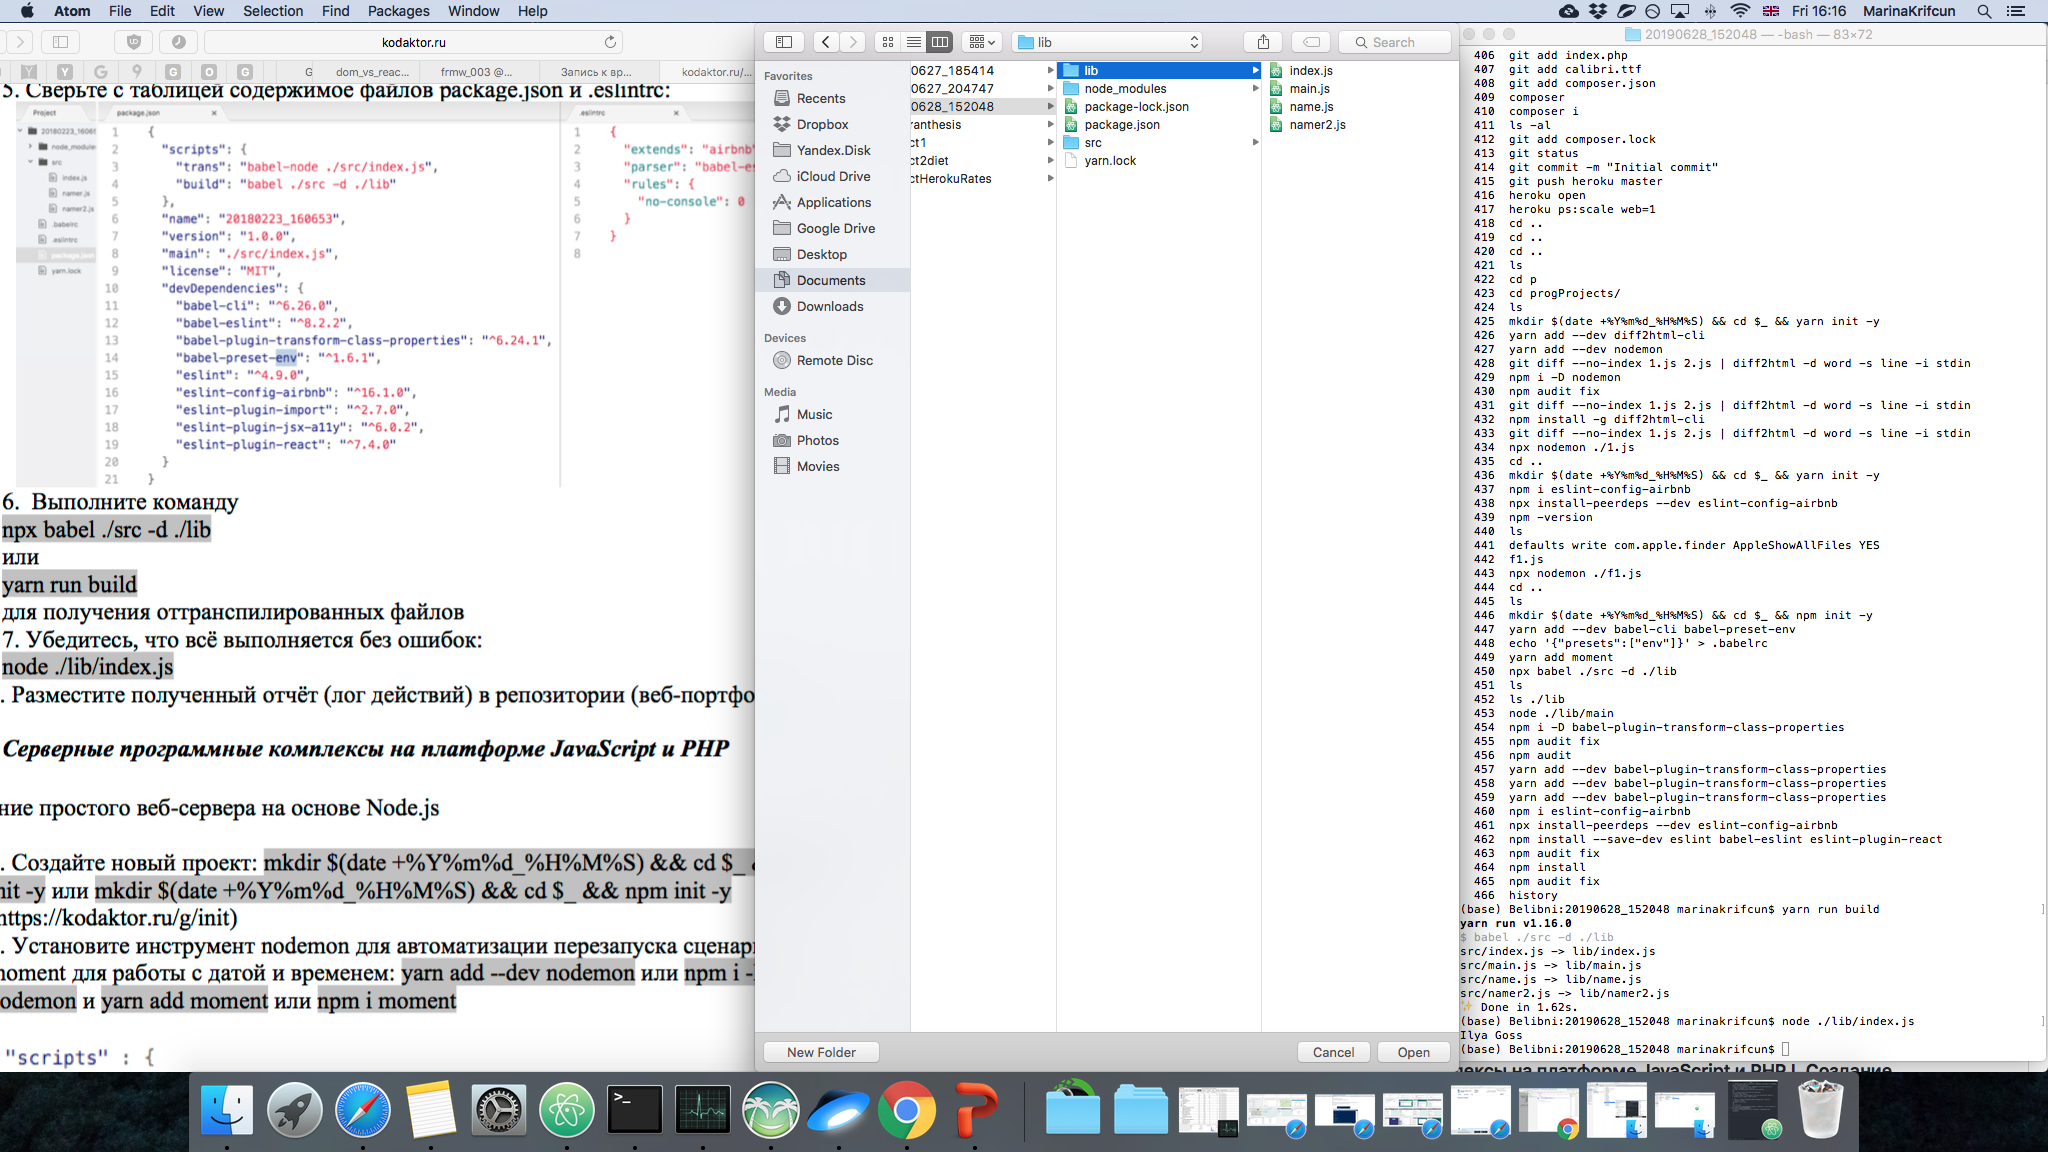 Atom File Edit View Selection Find Packages Window Help
Fri 16:16 MarinaKrifcun
kodaktor.ru
dom_vs_reac...
frmw_003 @...
Запись к вр...
kodaktor.ru/...
5. Сверьте с таблицей содержимое файлов package.json и .eslintrc:
Project
package.json
.eslintrc
node_module
src
index.js
namer.js
namer2.js
.babelrc
.eslintrc
package.json
yarn.lock
1 {
2 "scripts": {
3 "trans": "babel-node ./src/index.js",
4 "build": "babel ./src -d ./lib"
5 },
6 "name": "20180223_160653",
7 "version": "1.0.0",
8 "main": "./src/index.js",
9 "license": "MIT",
10 "devDependencies": {
11 "babel-cli": "^6.26.0",
12 "babel-eslint": "^8.2.2",
13 "babel-plugin-transform-class-properties": "^6.24.1",
14 "babel-preset-env": "^1.6.1",
15 "eslint": "^4.9.0",
16 "eslint-config-airbnb": "^16.1.0",
17 "eslint-plugin-import": "^2.7.0",
18 "eslint-plugin-jsx-a11y": "^6.0.2",
19 "eslint-plugin-react": "^7.4.0"
20 }
21 }
1 {
2 "extends": "airbnb"
3 "parser": "babel-es
4 "rules": {
5 "no-console": 0
6 }
7 }
8
6. Выполните команду
npx babel ./src -d ./lib
или
yarn run build
для получения оттранспилированных файлов
7. Убедитесь, что всё выполняется без ошибок:
node ./lib/index.js
. Разместите полученный отчёт (лог действий) в репозитории (веб-портфо
Серверные программные комплексы на платформе JavaScript и PHP
ние простого веб-сервера на основе Node.js
. Создайте новый проект: mkdir $(date +%Y%m%d_%H%M%S) && cd $_ &
nit -y или mkdir $(date +%Y%m%d_%H%M%S) && cd $_ && npm init -y
https://kodaktor.ru/g/init)
. Установите инструмент nodemon для автоматизации перезапуска сценари
moment для работы с датой и временем: yarn add --dev nodemon или npm i -
odemon и yarn add moment или npm i moment
"scripts" : {
lib
Search
Favorites
Recents
Dropbox
Yandex.Disk
iCloud Drive
Applications
Google Drive
Desktop
Documents
Downloads
Devices
Remote Disc
Media
Music
Photos
Movies
0627_185414
0627_204747
0628_152048
ranthesis
ct1
ct2diet
ctHerokuRates
lib
node_modules
package-lock.json
package.json
src
yarn.lock
index.js
main.js
name.js
namer2.js
New Folder
Cancel
Open
20190628_152048 — -bash — 83×72
406 git add index.php
407 git add calibri.ttf
408 git add composer.json
409 composer
410 composer i
411 ls -al
412 git add composer.lock
413 git status
414 git commit -m "Initial commit"
415 git push heroku master
416 heroku open
417 heroku ps:scale web=1
418 cd ..
419 cd ..
420 cd ..
421 ls
422 cd p
423 cd progProjects/
424 ls
425 mkdir $(date +%Y%m%d_%H%M%S) && cd $_ && yarn init -y
426 yarn add --dev diff2html-cli
427 yarn add --dev nodemon
428 git diff --no-index 1.js 2.js | diff2html -d word -s line -i stdin
429 npm i -D nodemon
430 npm audit fix
431 git diff --no-index 1.js 2.js | diff2html -d word -s line -i stdin
432 npm install -g diff2html-cli
433 git diff --no-index 1.js 2.js | diff2html -d word -s line -i stdin
434 npx nodemon ./1.js
435 cd ..
436 mkdir $(date +%Y%m%d_%H%M%S) && cd $_ && yarn init -y
437 npm i eslint-config-airbnb
438 npx install-peerdeps --dev eslint-config-airbnb
439 npm -version
440 ls
441 defaults write com.apple.finder AppleShowAllFiles YES
442 f1.js
443 npx nodemon ./f1.js
444 cd ..
445 ls
446 mkdir $(date +%Y%m%d_%H%M%S) && cd $_ && npm init -y
447 yarn add --dev babel-cli babel-preset-env
448 echo '{"presets":["env"]}' > .babelrc
449 yarn add moment
450 npx babel ./src -d ./lib
451 ls
452 ls ./lib
453 node ./lib/main
454 npm i -D babel-plugin-transform-class-properties
455 npm audit fix
456 npm audit
457 yarn add --dev babel-plugin-transform-class-properties
458 yarn add --dev babel-plugin-transform-class-properties
459 yarn add --dev babel-plugin-transform-class-properties
460 npm i eslint-config-airbnb
461 npx install-peerdeps --dev eslint-config-airbnb
462 npm install --save-dev eslint babel-eslint eslint-plugin-react
463 npm audit fix
464 npm install
465 npm audit fix
466 history
(base) Belibni:20190628_152048 marinakrifcun$ yarn run build
yarn run v1.16.0
$ babel ./src -d ./lib
src/index.js -> lib/index.js
src/main.js -> lib/main.js
src/name.js -> lib/name.js
src/namer2.js -> lib/namer2.js
Done in 1.62s.
(base) Belibni:20190628_152048 marinakrifcun$ node ./lib/index.js
Ilya Goss
(base) Belibni:20190628_152048 marinakrifcun$